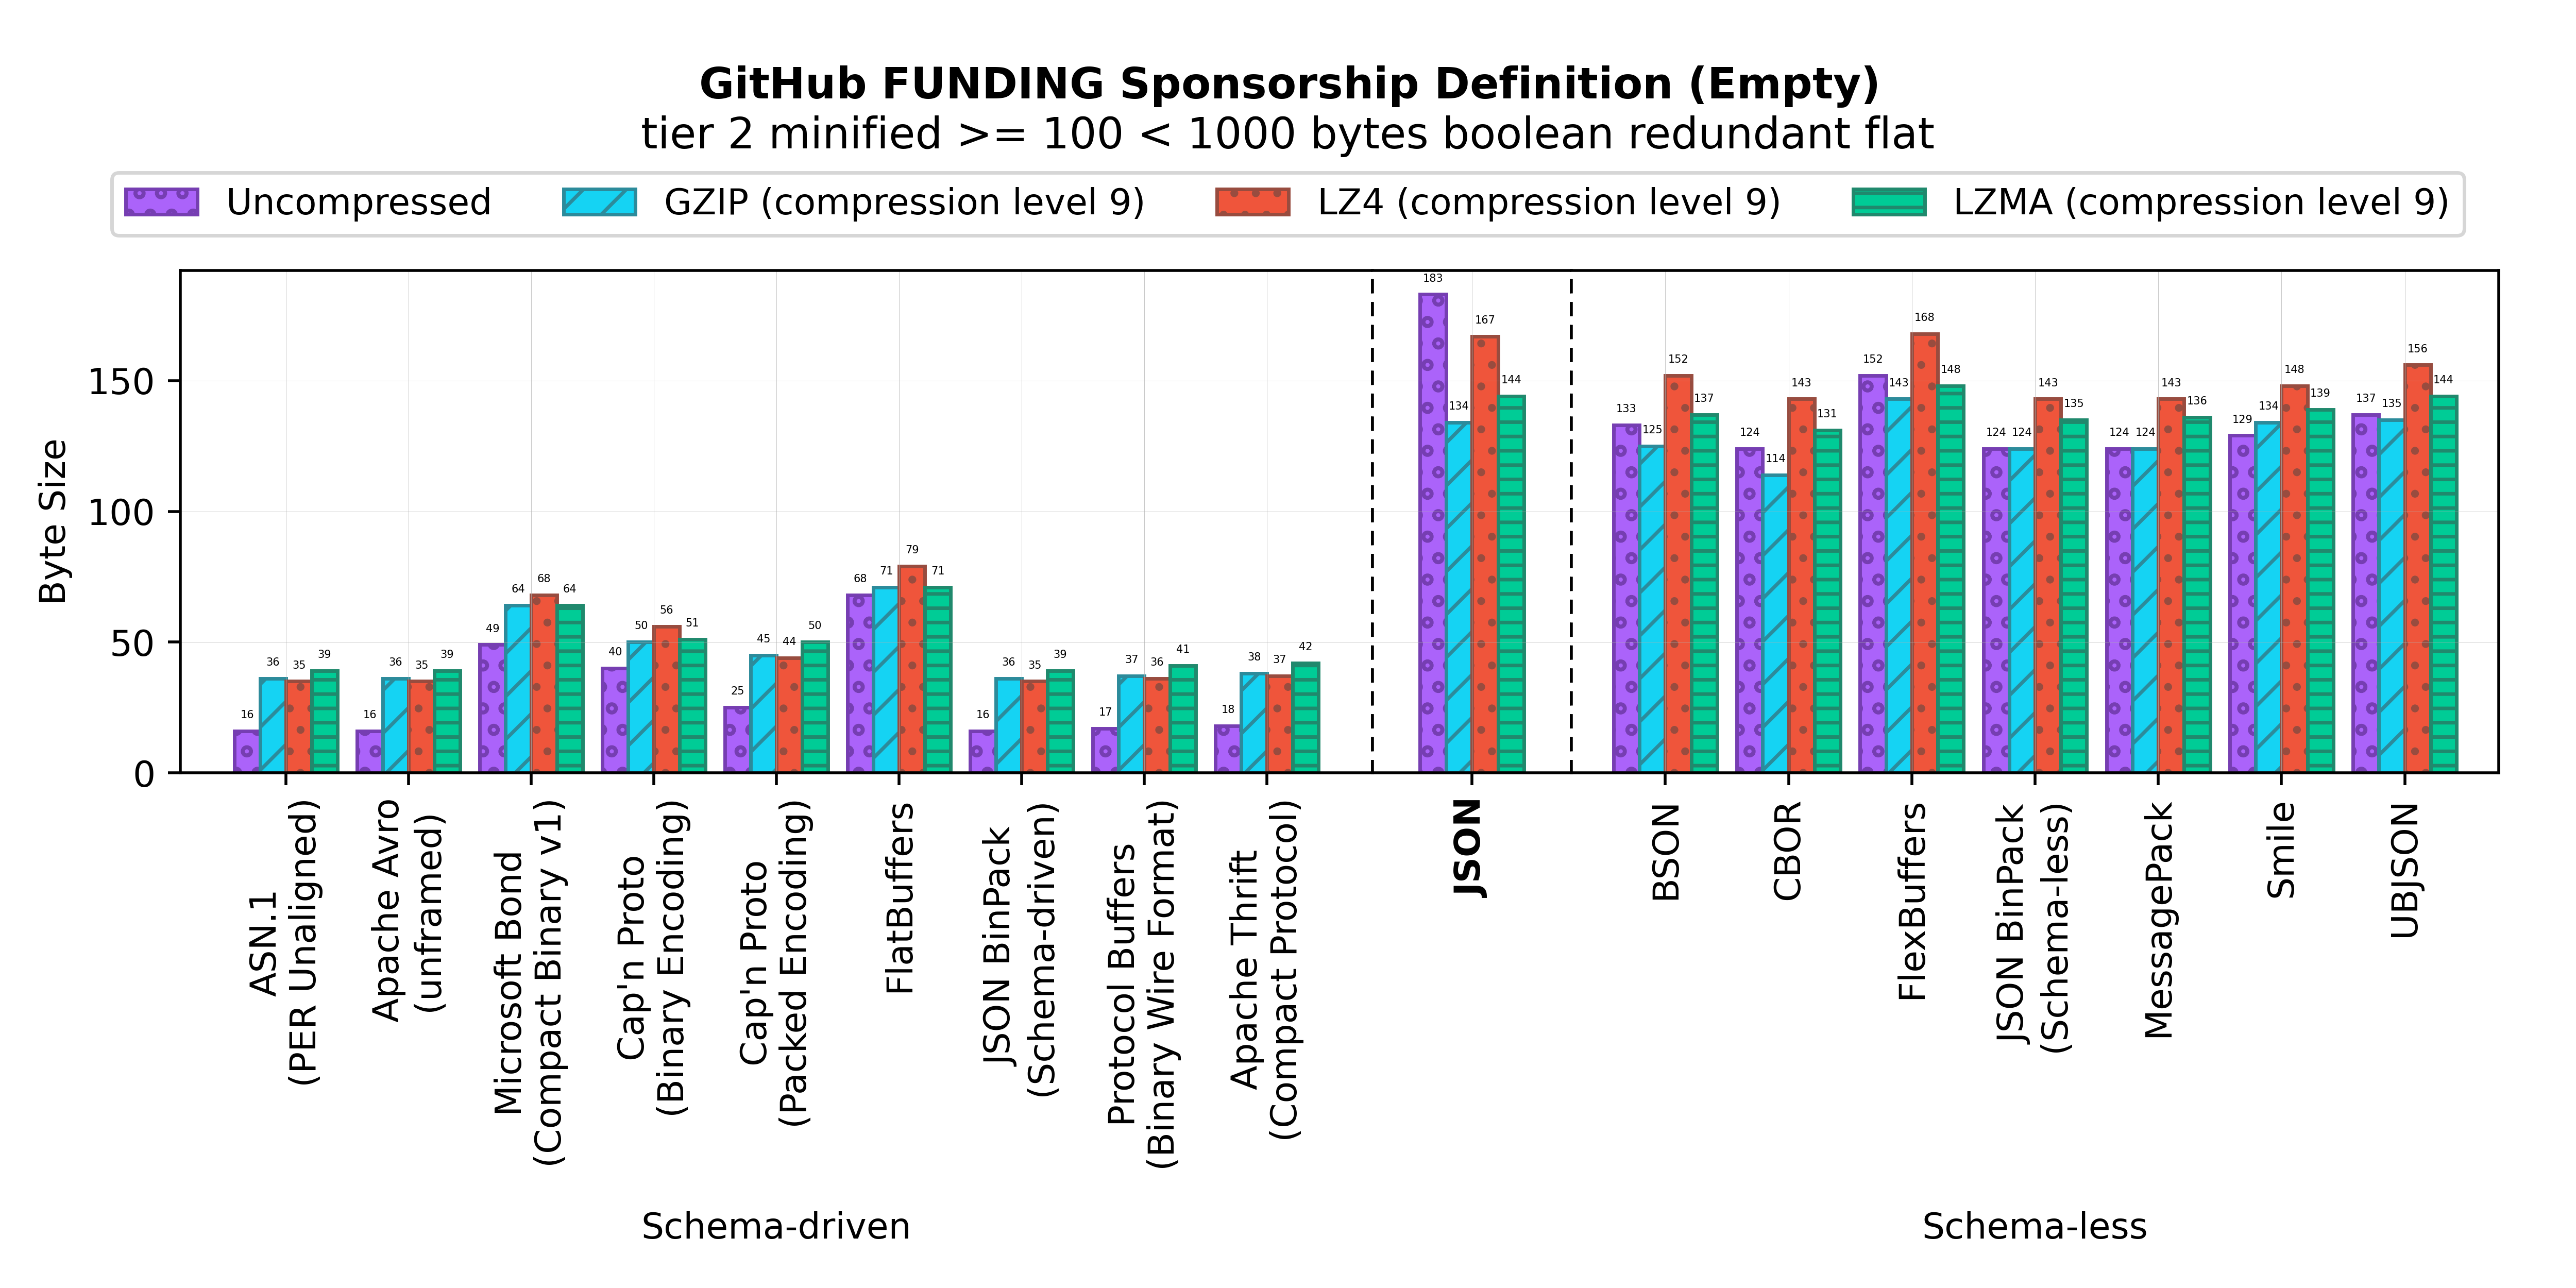 GitHub FUNDING Sponsorship Definition (Empty)
tier 2 minified >= 100 < 1000 bytes boolean redundant flat
Uncompressed
GZIP (compression level 9)
LZ4 (compression level 9)
LZMA (compression level 9)
Byte Size
150
100
50
0
16 36 35 39
16 36 35 39
49 64 68 64
40 50 56 51
25 45 44 50
68 71 79 71
16 36 35 39
17 37 36 41
18 38 37 42
183 134 167 144
133 125 152 137
124 114 143 131
152 143 168 148
124 124 143 135
124 124 143 136
129 134 148 139
137 135 156 144
ASN.1
(PER Unaligned)
Apache Avro
(unframed)
Microsoft Bond
(Compact Binary v1)
Cap'n Proto
(Binary Encoding)
Cap'n Proto
(Packed Encoding)
FlatBuffers
JSON BinPack
(Schema-driven)
Protocol Buffers
(Binary Wire Format)
Apache Thrift
(Compact Protocol)
JSON
BSON
CBOR
FlexBuffers
JSON BinPack
(Schema-less)
MessagePack
Smile
UBJSON
Schema-driven
Schema-less